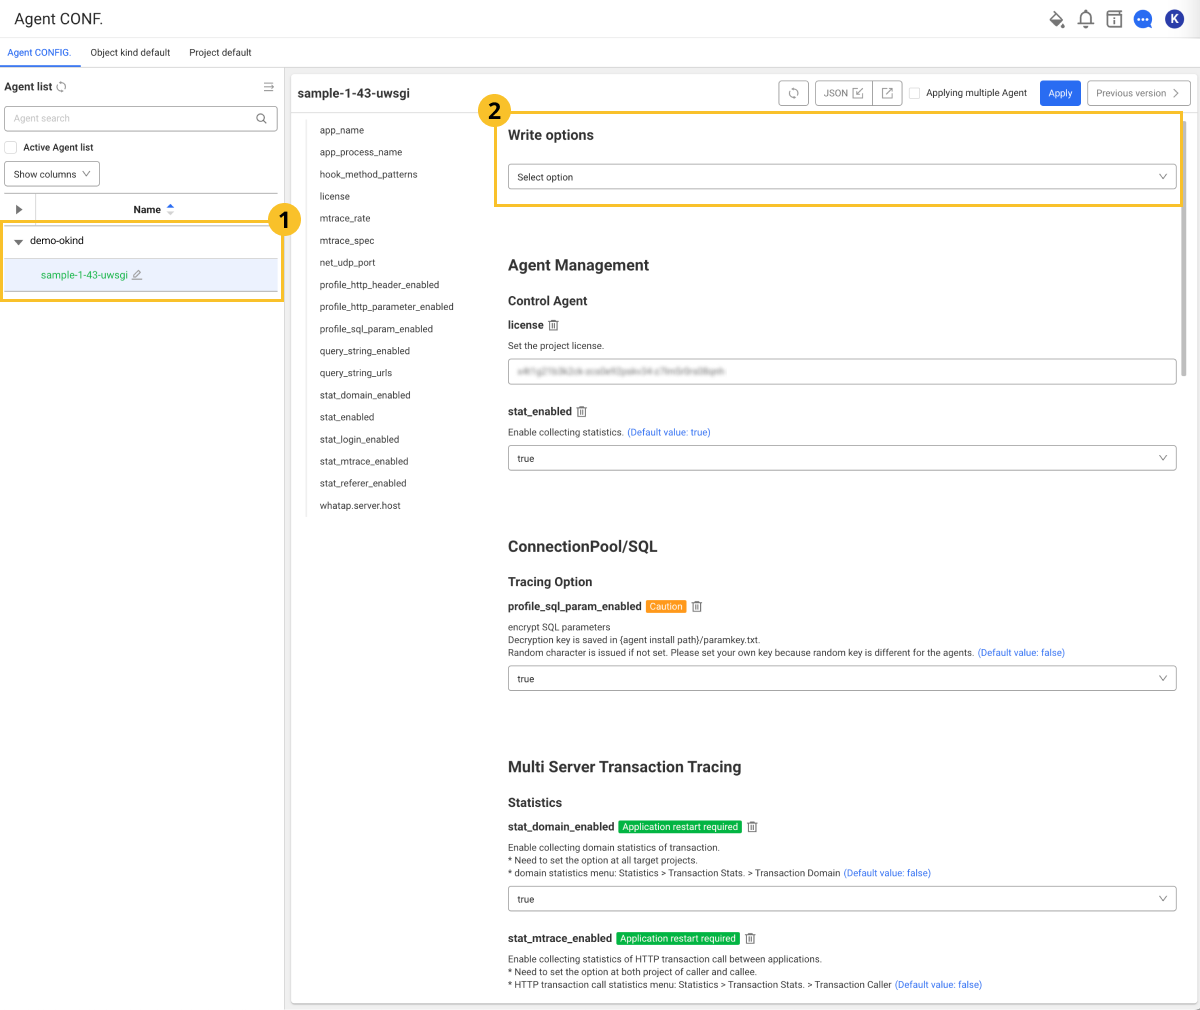 Agent CONF.
K
Agent CONFIG.
Object kind default
Project default
Agent list
Agent search
Active Agent list
Show columns
Name
1
demo-okind
sample-1-43-uwsgi
sample-1-43-uwsgi
JSON
Applying multiple Agent
Apply
Previous version
app_name
app_process_name
hook_method_patterns
license
mtrace_rate
mtrace_spec
net_udp_port
profile_http_header_enabled
profile_http_parameter_enabled
profile_sql_param_enabled
query_string_enabled
query_string_urls
stat_domain_enabled
stat_enabled
stat_login_enabled
stat_mtrace_enabled
stat_referer_enabled
whatap.server.host
2
Write options
Select option
Agent Management
Control Agent
license
Set the project license.
stat_enabled
Enable collecting statistics. (Default value: true)
true
ConnectionPool/SQL
Tracing Option
profile_sql_param_enabled Caution
encrypt SQL parameters
Decryption key is saved in {agent install path}/paramkey.txt.
Random character is issued if not set. Please set your own key because random key is different for the agents. (Default value: false)
true
Multi Server Transaction Tracing
Statistics
stat_domain_enabled Application restart required
Enable collecting domain statistics of transaction.
* Need to set the option at all target projects.
* domain statistics menu: Statistics > Transaction Stats. > Transaction Domain (Default value: false)
true
stat_mtrace_enabled Application restart required
Enable collecting statistics of HTTP transaction call between applications.
* Need to set the option at both project of caller and callee.
* HTTP transaction call statistics menu: Statistics > Transaction Stats. > Transaction Caller (Default value: false)